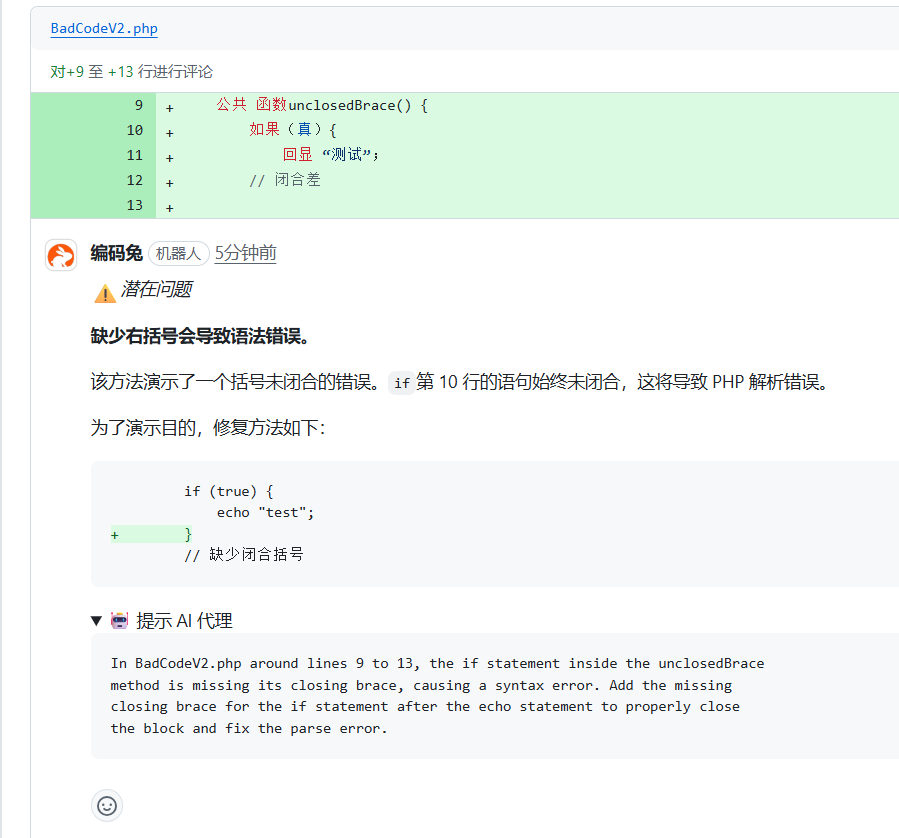 BadCodeV2.php
对+9 至 +13 行进行评论
9 + 公共 函数unclosedBrace() {
10 + 如果（真）{
11 + 回显 “测试”；
12 + // 闭合差
13 +
编码兔 机器人 5分钟前
⚠️ 潜在问题
缺少右括号会导致语法错误。
该方法演示了一个括号未闭合的错误。 if 第 10 行的语句始终未闭合，这将导致 PHP 解析错误。
为了演示目的，修复方法如下：
if (true) {
echo "test";
+ }
// 缺少闭合括号
▼ 🤖 提示 AI 代理
In BadCodeV2.php around lines 9 to 13, the if statement inside the unclosedBrace
method is missing its closing brace, causing a syntax error. Add the missing
closing brace for the if statement after the echo statement to properly close
the block and fix the parse error.